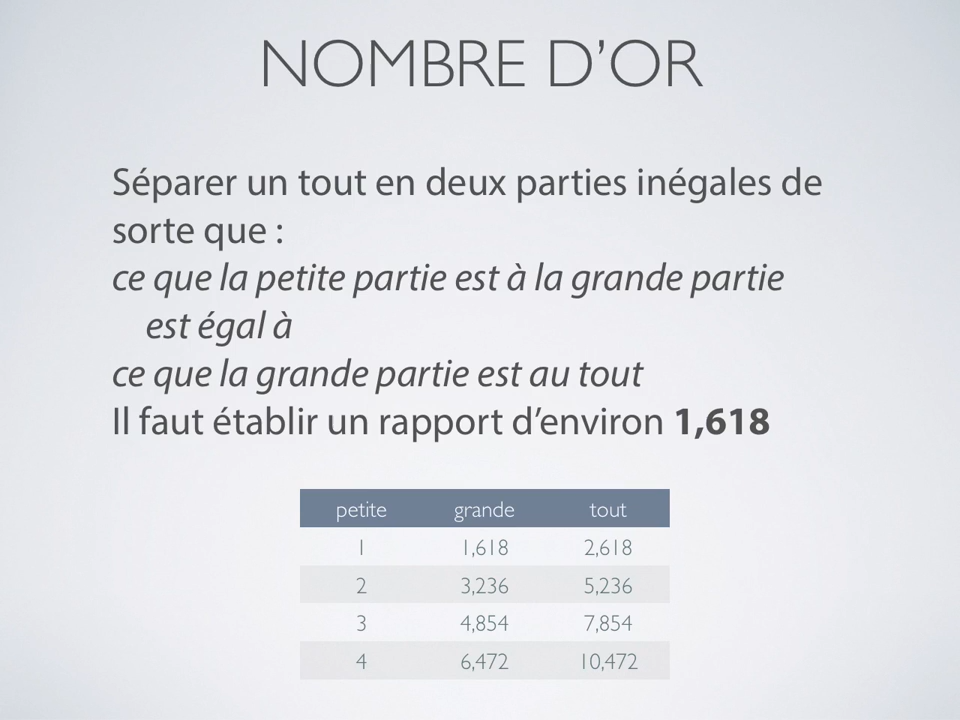 NOMBRE D’OR
Séparer un tout en deux parties inégales de
sorte que :
ce que la petite partie est à la grande partie
est égal à
ce que la grande partie est au tout
Il faut établir un rapport d’environ 1,618
petite grande tout
1 1,618 2,618
2 3,236 5,236
3 4,854 7,854
4 6,472 10,472